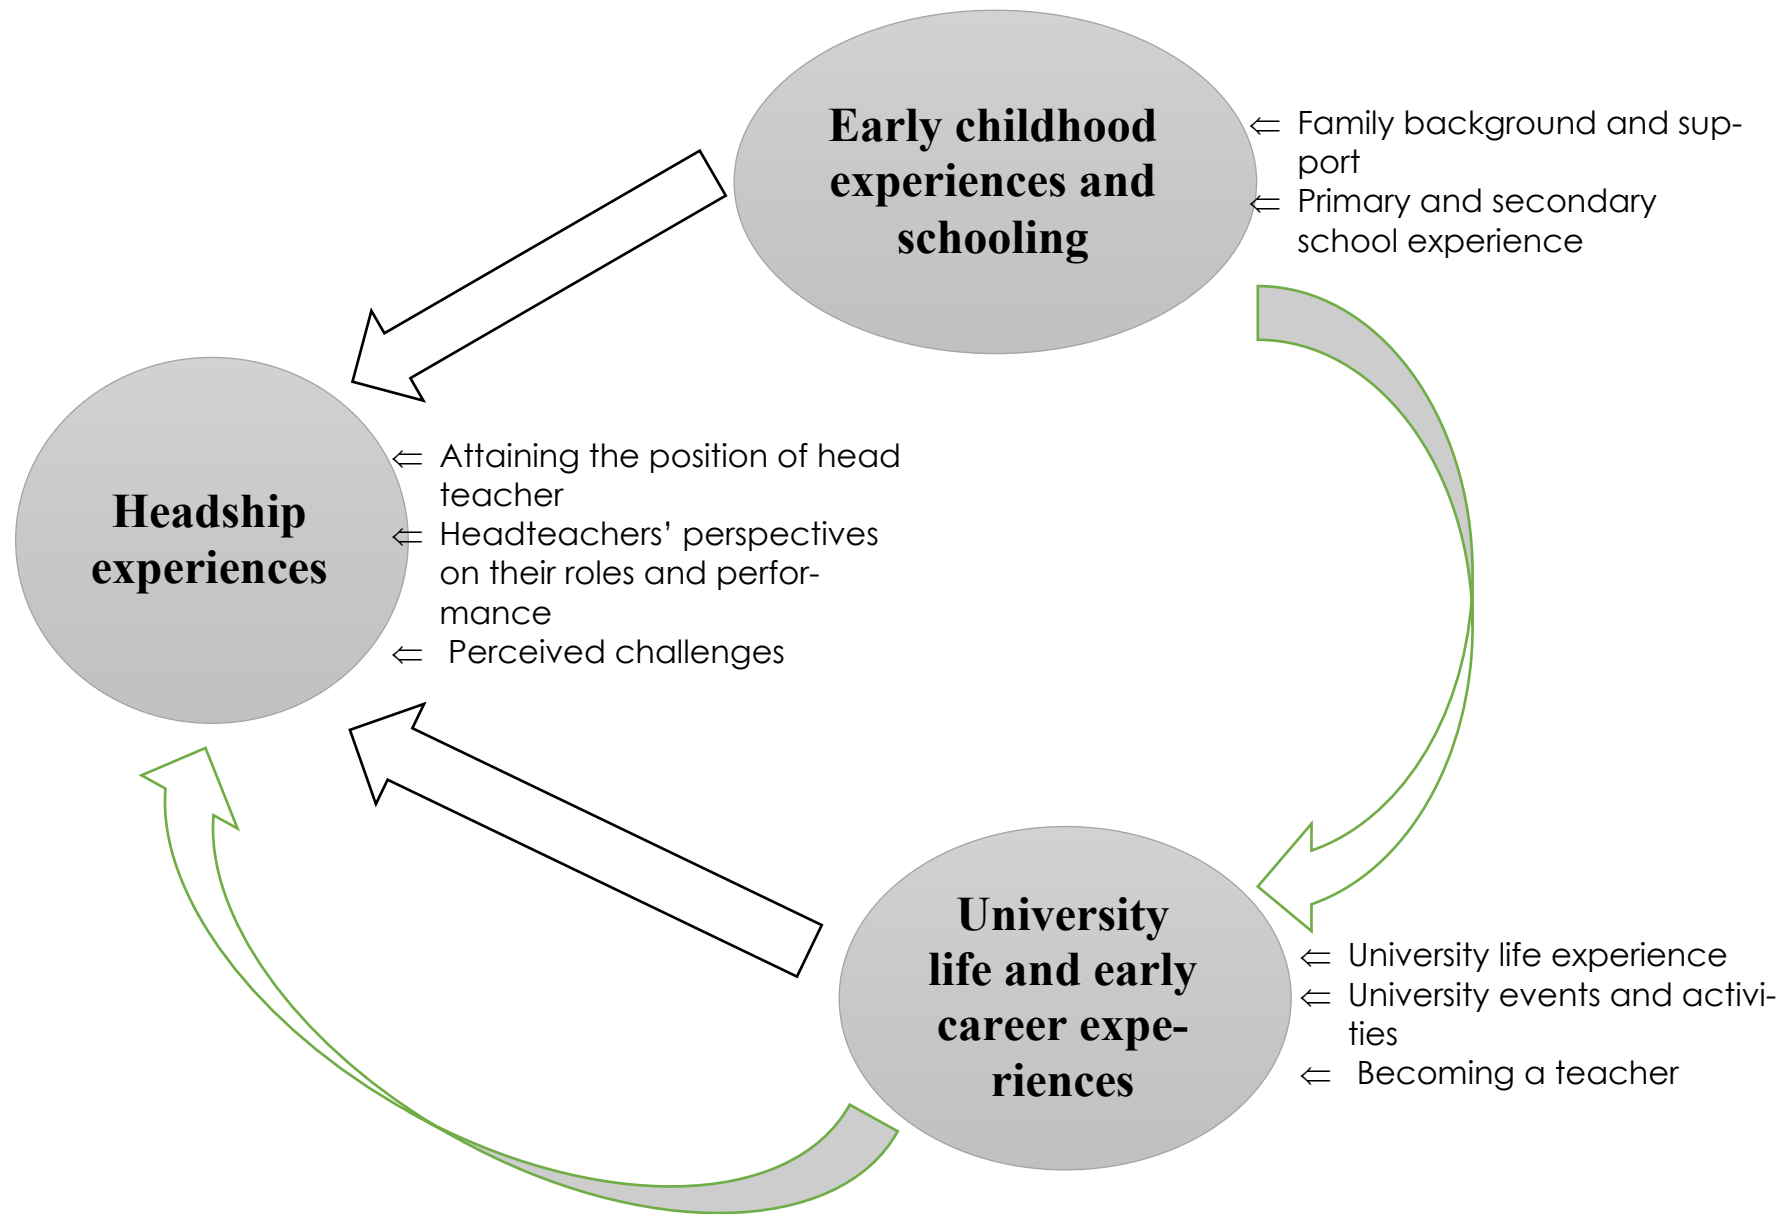 Early childhood
experiences and
schooling
⇐ Family background and sup-
port
⇐ Primary and secondary
school experience
Headship
experiences
⇐ Attaining the position of head
teacher
⇐ Headteachers’ perspectives
on their roles and perfor-
mance
⇐ Perceived challenges
University
life and early
career expe-
riences
⇐ University life experience
⇐ University events and activi-
ties
⇐ Becoming a teacher